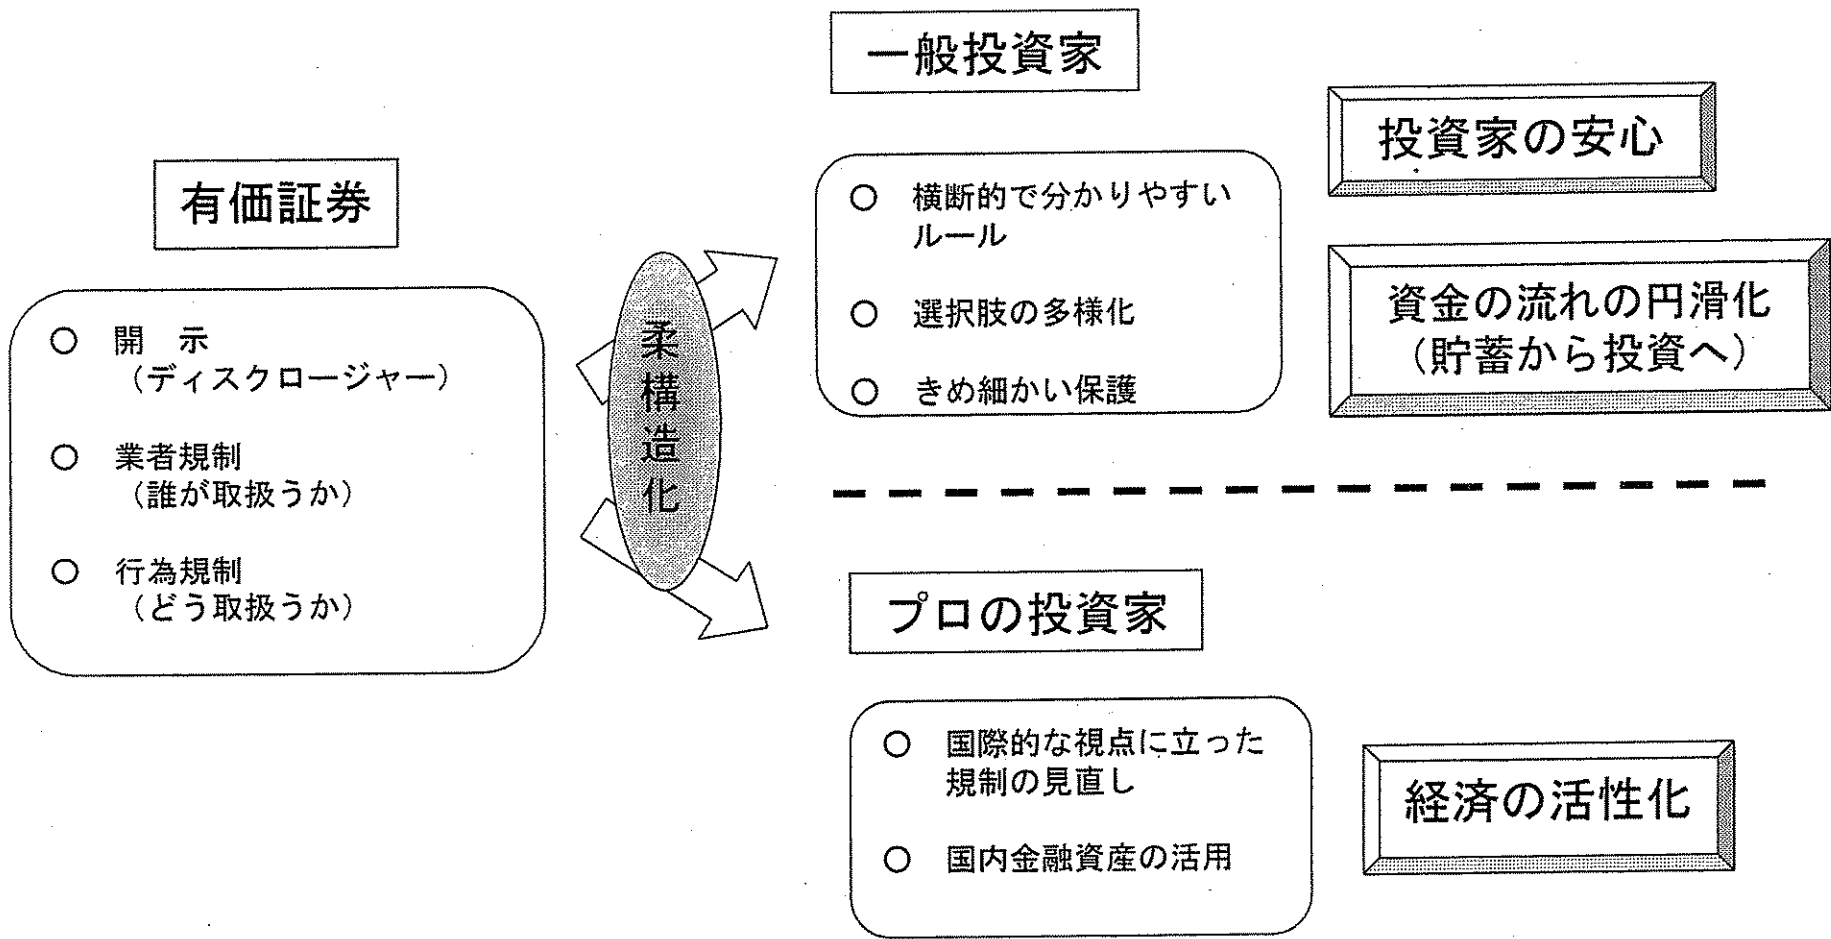 有価証券
○ 開　示
（ディスクロージャー）
○ 業者規制
（誰が取扱うか）
○ 行為規制
（どう取扱うか）
柔構造化
一般投資家
○ 横断的で分かりやすい
ルール
○ 選択肢の多様化
○ きめ細かい保護
投資家の安心
資金の流れの円滑化
（貯蓄から投資へ）
プロの投資家
○ 国際的な視点に立った
規制の見直し
○ 国内金融資産の活用
経済の活性化